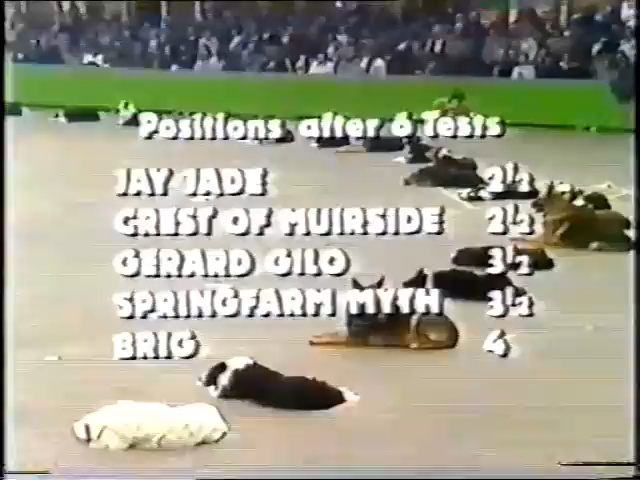 Positions after 6 Tests
JAY JADE 2½
CREST OF MUIRSIDE 2½
GERARD GILO 3½
SPRINGFARM MYTH 3½
BRIG 4